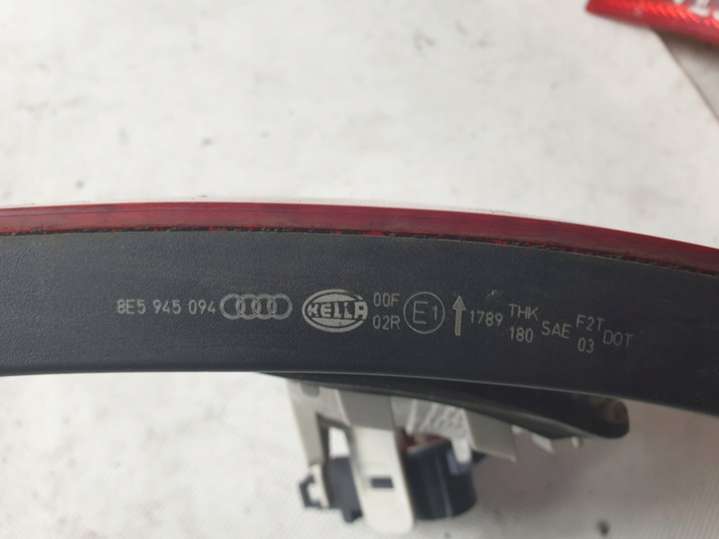 8E5 945 094 HELLA 00F E1 1789 THK SAE F2T DOT
02R 180 03